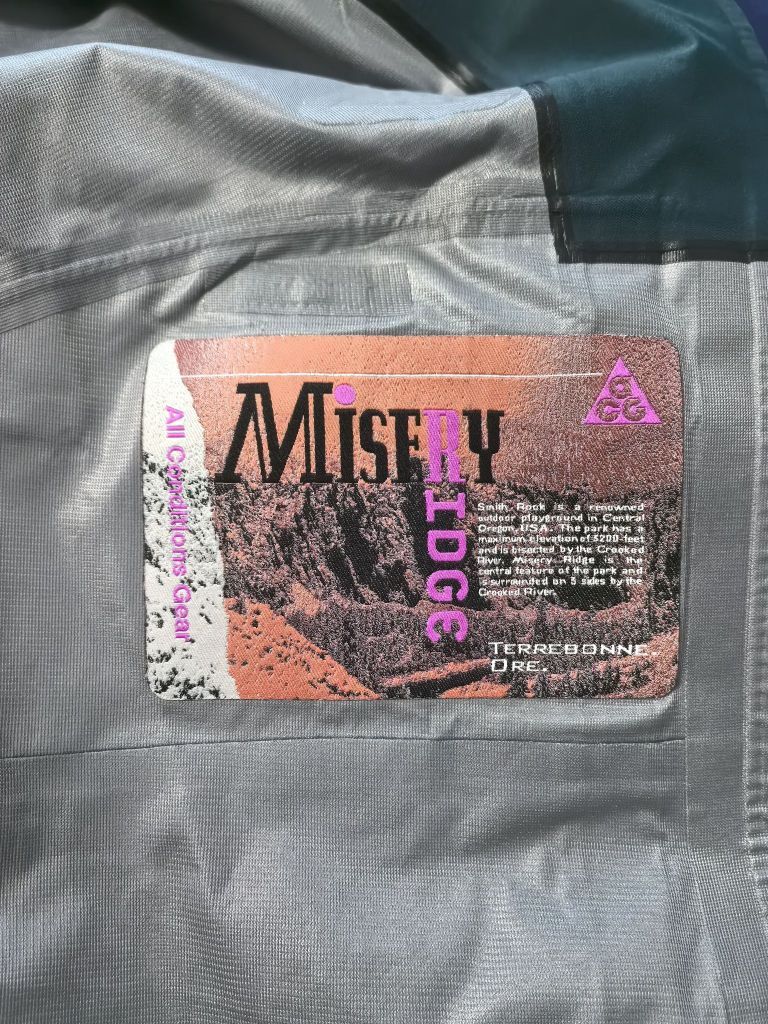 All Conditions Gear
MiseRY
RIDGE
ACG
Smith Rock is a renowned
outdoor playground in Central
Oregon, USA. The park has a
maximum elevation of 3200-feet
and is bisected by the Crooked
River. Misery Ridge is the
central feature of the park and
is surrounded on 3 sides by the
Crooked River.
TERREBONNE.
ORE.